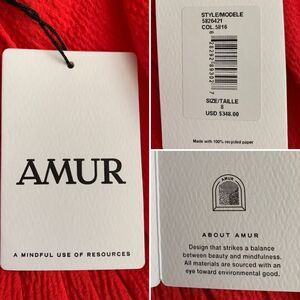 AMUR
A MINDFUL USE OF RESOURCES
STYLE/MODELE
5826421
COL. 5816
SIZE/TAILLE
8
USD $348.00
Made with 100% recycled paper
AMUR
ABOUT AMUR
Design that strikes a balance
between beauty and mindfulness.
All materials are sourced with an
eye toward environmental good.